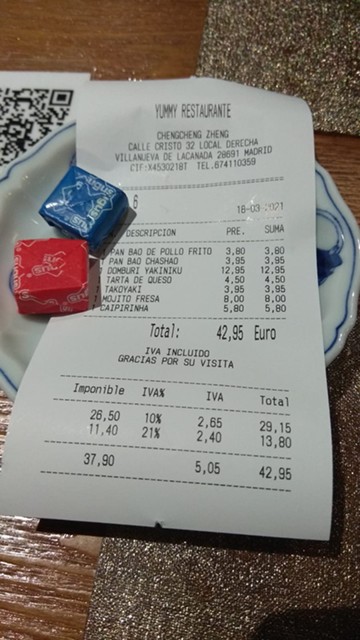 YUMMY RESTAURANTE
CHENGCHENG ZHENG
CALLE CRISTO 32 LOCAL DERECHA
VILLANUEVA DE LACANADA 28691 MADRID
CIF:X4530218T TEL.674110359
6
18-03-2021
DESCRIPCION PRE. SUMA
PAN BAO DE POLLO FRITO 3,80 3,80
PAN BAO CHASHAO 3,95 3,95
DOMBURI YAKINIKU 12,95 12,95
TARTA DE QUESO 4,50 4,50
1 TAKOYAKI 3,95 3,95
1 MOJITO FRESA 8,00 8,00
1 CAIPIRINHA 5,80 5,80
Total: 42,95 Euro
IVA INCLUIDO
GRACIAS POR SU VISITA
Imponible IVA% IVA Total
26,50 10% 2,65 29,15
11,40 21% 2,40 13,80
37,90 5,05 42,95